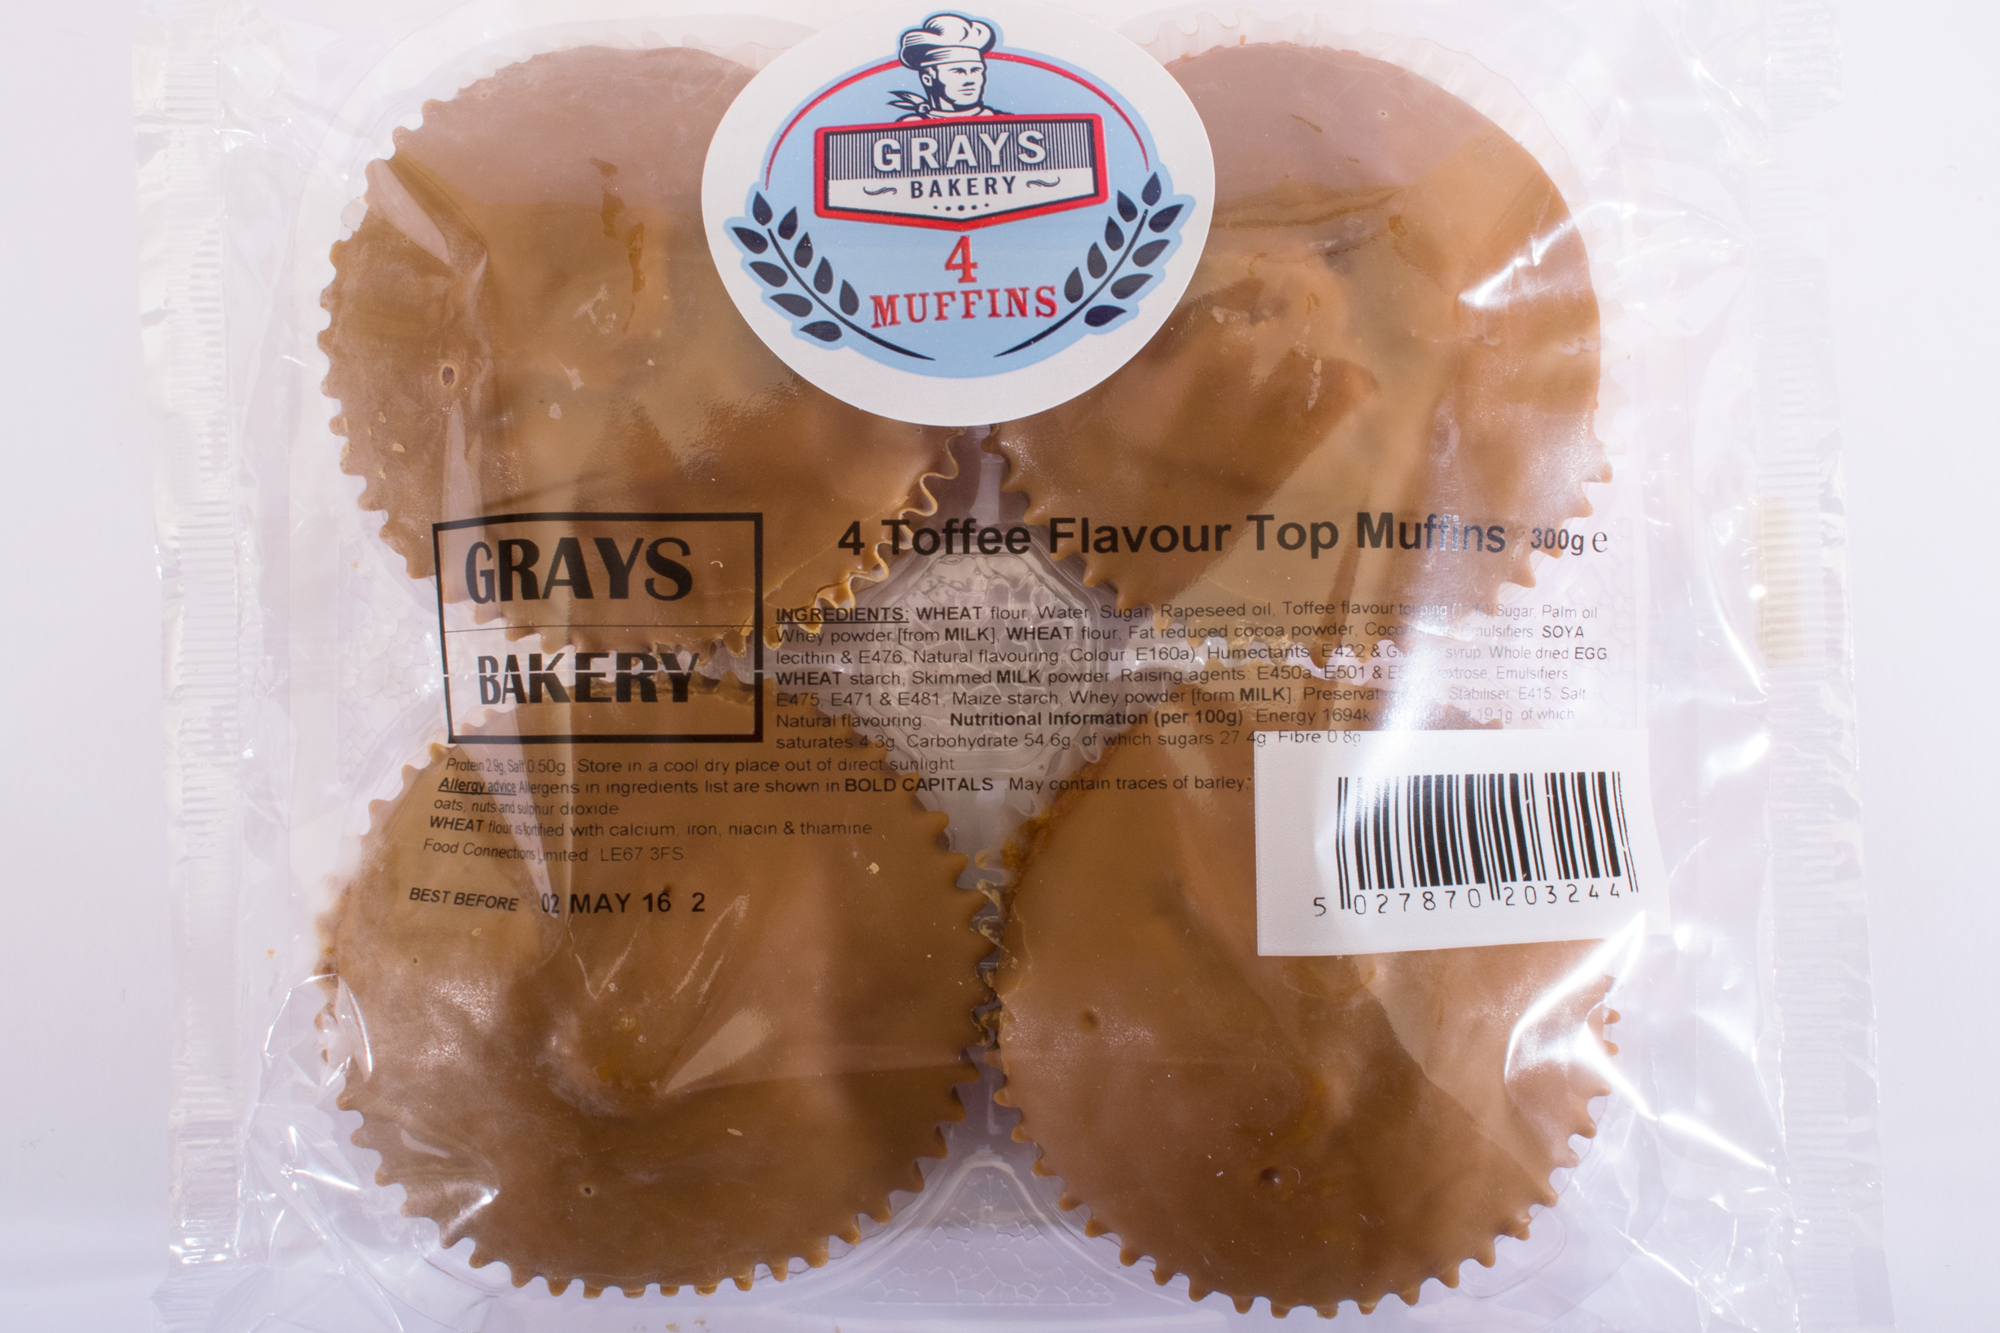 GRAYS
BAKERY
4
MUFFINS
GRAYS
BAKERY
4 Toffee Flavour Top Muffins 300g e
INGREDIENTS: WHEAT flour, Water, Sugar, Rapeseed oil, Toffee flavour topping Sugar, Palm oil
Whey powder [from MILK], WHEAT flour, Fat reduced cocoa powder, SOYA
lecithin & E476, Natural flavouring, Colour E160a), Humectants E422 & syrup, Whole dried EGG
WHEAT starch, Skimmed MILK powder, Raising agents E450a, E501 & Emulsifiers
E475, E471 & E481, Maize starch, Whey powder [form MILK], Stabiliser E415, Salt
Natural flavouring Nutritional Information (per 100g) Energy 19.1g of which
saturates 4.3g, Carbohydrate 54.6g, of which sugars 27.4g Fibre 0.8g
Protein 2.9g, Salt 0.50g Store in a cool dry place out of direct sunlight
Allergy advice Allergens in ingredients list are shown in BOLD CAPITALS May contain traces of barley,
oats, nuts and sulphur dioxide
WHEAT flour is fortified with calcium, iron, niacin & thiamine
Food Connections Limited LE67 3FS
BEST BEFORE 02 MAY 16 2
5 027870 203244